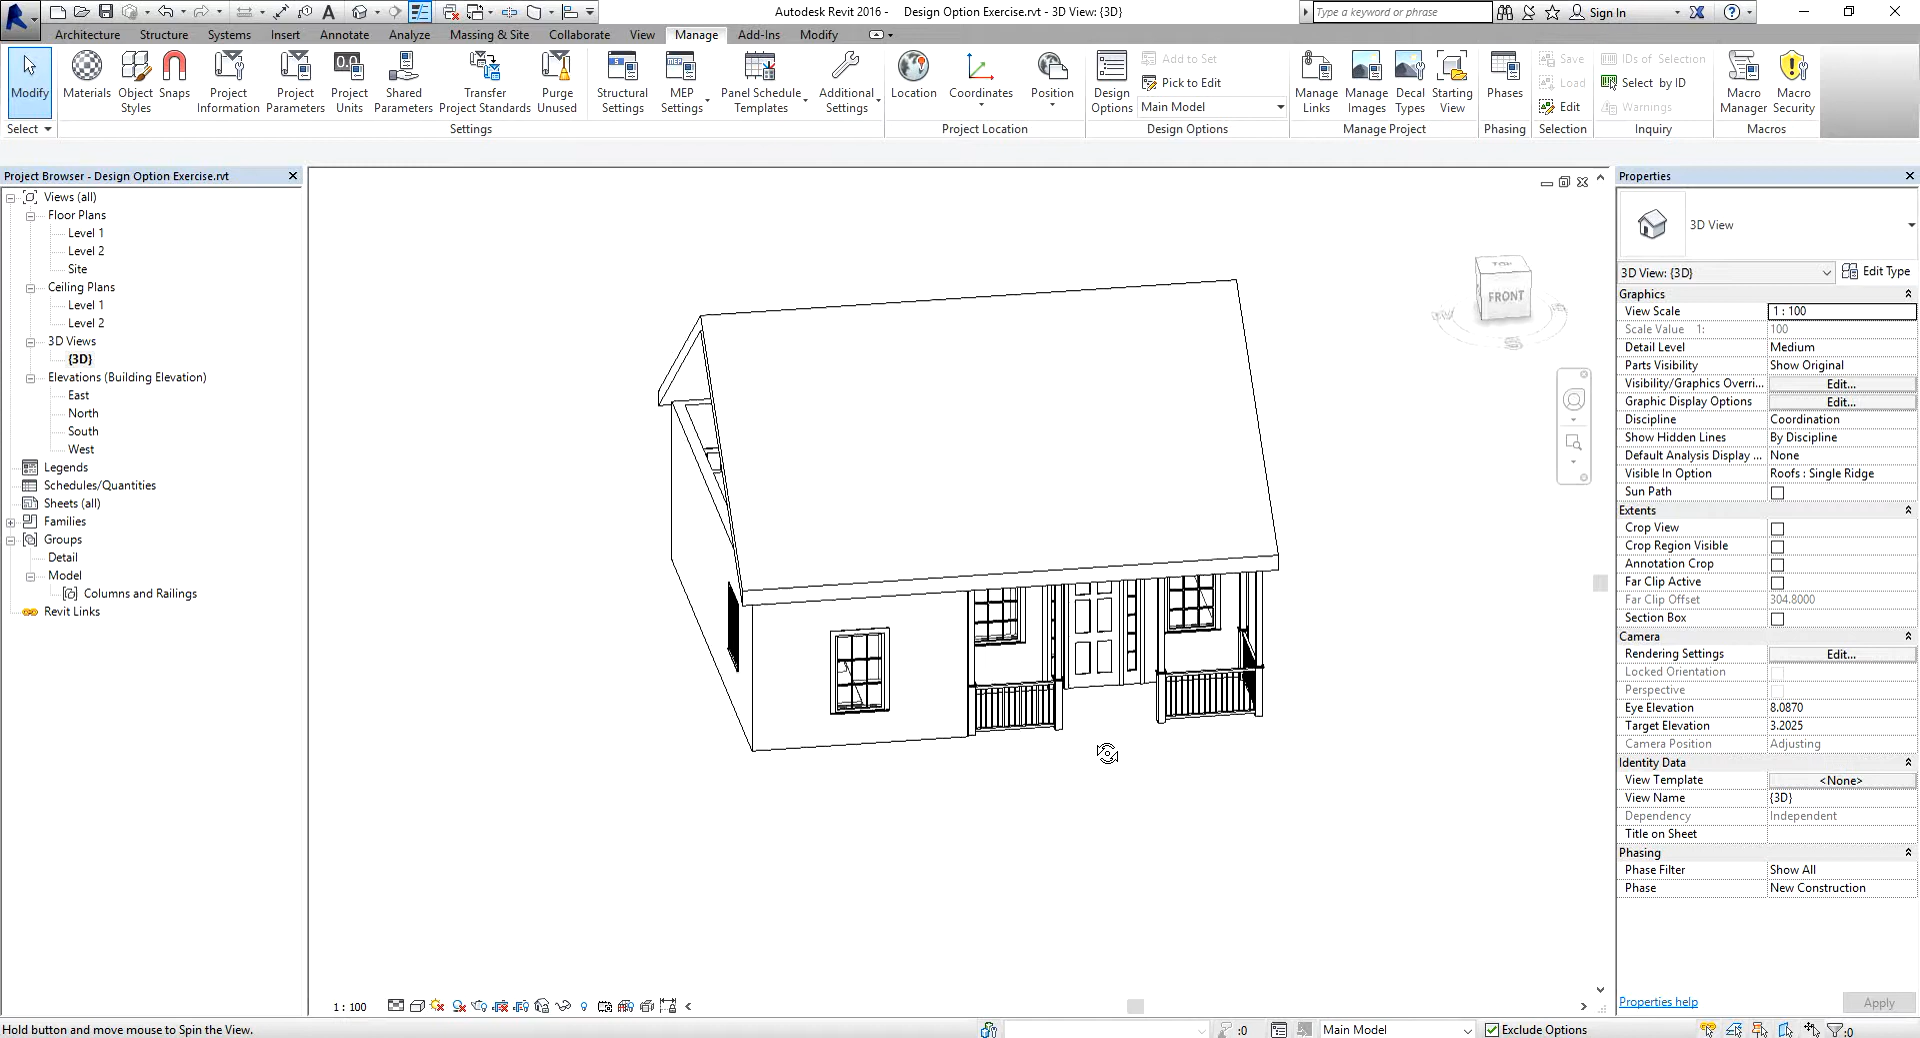 Autodesk Revit 2016 - Design Option Exercise.rvt - 3D View: {3D}
Type a keyword or phrase
Sign In
Architecture Structure Systems Insert Annotate Analyze Massing & Site Collaborate View Manage Add-Ins Modify
Modify
Materials
Object Styles
Snaps
Project Information
Project Parameters
Project Units
Shared Parameters
Transfer Project Standards
Purge Unused
Structural Settings
MEP Settings
Panel Schedule Templates
Additional Settings
Location
Coordinates
Position
Design Options
Add to Set
Pick to Edit
Main Model
Manage Links
Manage Images
Decal Types
Starting View
Phases
Save
Load
Edit
IDs of Selection
Select by ID
Warnings
Macro Manager
Macro Security
Select
Settings
Project Location
Design Options
Manage Project
Phasing
Selection
Inquiry
Macros
Project Browser - Design Option Exercise.rvt
Views (all)
Floor Plans
Level 1
Level 2
Site
Ceiling Plans
Level 1
Level 2
3D Views
{3D}
Elevations (Building Elevation)
East
North
South
West
Legends
Schedules/Quantities
Sheets (all)
Families
Groups
Detail
Model
Columns and Railings
Revit Links
TOP
FRONT
Properties
3D View
3D View: {3D} Edit Type
Graphics
View Scale 1 : 100
Scale Value 1: 100
Detail Level Medium
Parts Visibility Show Original
Visibility/Graphics Overri... Edit...
Graphic Display Options Edit...
Discipline Coordination
Show Hidden Lines By Discipline
Default Analysis Display ... None
Visible In Option Roofs : Single Ridge
Sun Path
Extents
Crop View
Crop Region Visible
Annotation Crop
Far Clip Active
Far Clip Offset 304.8000
Section Box
Camera
Rendering Settings Edit...
Locked Orientation
Perspective
Eye Elevation 8.0870
Target Elevation 3.2025
Camera Position Adjusting
Identity Data
View Template <None>
View Name {3D}
Dependency Independent
Title on Sheet
Phasing
Phase Filter Show All
Phase New Construction
Properties help Apply
1 : 100
Hold button and move mouse to Spin the View.
:0
Main Model
Exclude Options
:0